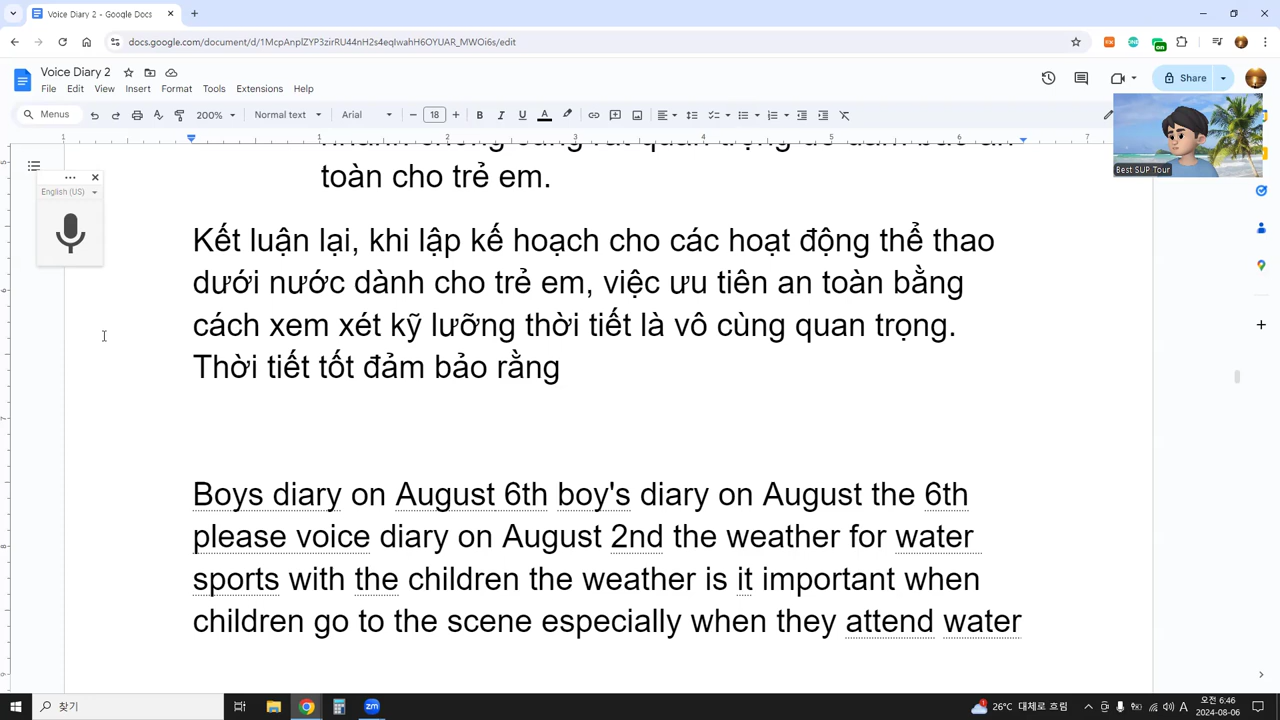 Voice Diary 2 - Google Docs
docs.google.com/document/d/1McpAnplZYP3zirRU44nH2s4eqIwahH6OYUAR_MWOi6s/edit
Voice Diary 2
File Edit View Insert Format Tools Extensions Help
Share
Menus 200% Normal text Arial 18
Best SUP Tour
English (US)
toàn cho trẻ em.
Kết luận lại, khi lập kế hoạch cho các hoạt động thể thao
dưới nước dành cho trẻ em, việc ưu tiên an toàn bằng
cách xem xét kỹ lưỡng thời tiết là vô cùng quan trọng.
Thời tiết tốt đảm bảo rằng
Boys diary on August 6th boy's diary on August the 6th
please voice diary on August 2nd the weather for water
sports with the children the weather is it important when
children go to the scene especially when they attend water
찾기
26°C 대체로 흐림
A
오전 6:46
2024-08-06